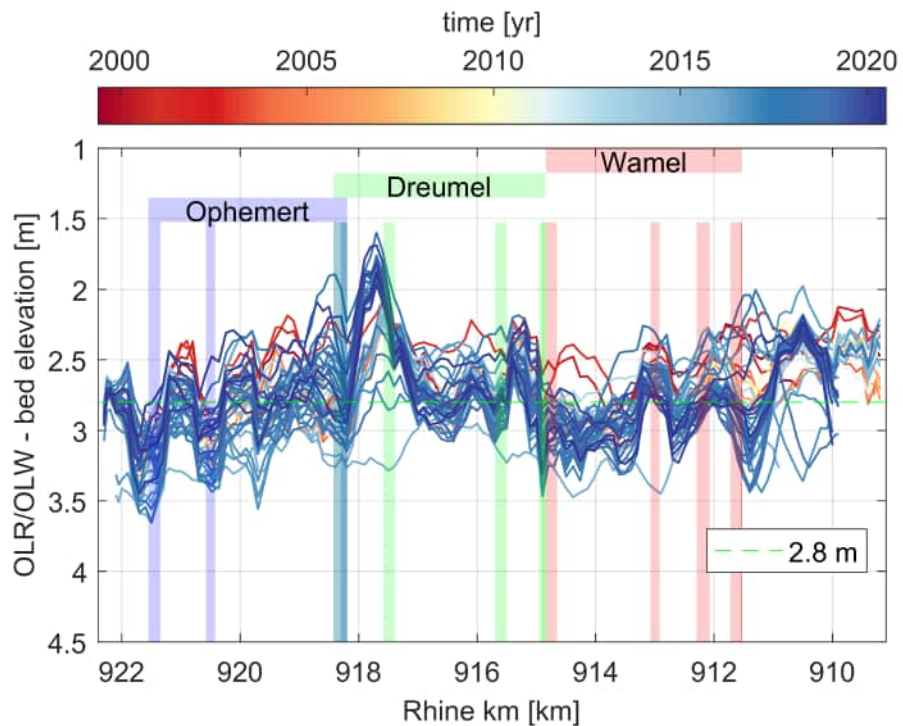 time [yr]
2000 2005 2010 2015 2020
Wamel
Dreumel
Ophemert
1
1.5
2
2.5
3
3.5
4
4.5
OLR/OLW - bed elevation [m]
2.8 m
922 920 918 916 914 912 910
Rhine km [km]